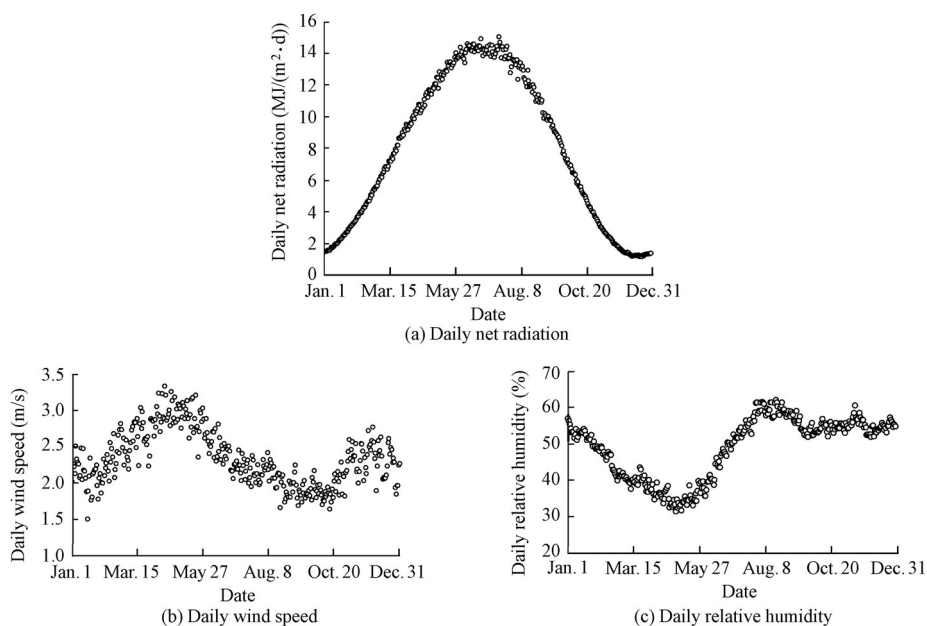 Daily net radiation (MJ/(m²·d)
16
14
12
10
8
6
4
2
0
Jan. 1 Mar. 15 May 27 Aug. 8 Oct. 20 Dec. 31
Date
(a) Daily net radiation
Daily wind speed (m/s)
3.5
3.0
2.5
2.0
1.5
1.0
Jan. 1 Mar. 15 May 27 Aug. 8 Oct. 20 Dec. 31
Date
(b) Daily wind speed
Daily relative humidity (%)
70
60
50
40
30
20
Jan. 1 Mar. 15 May 27 Aug. 8 Oct. 20 Dec. 31
Date
(c) Daily relative humidity